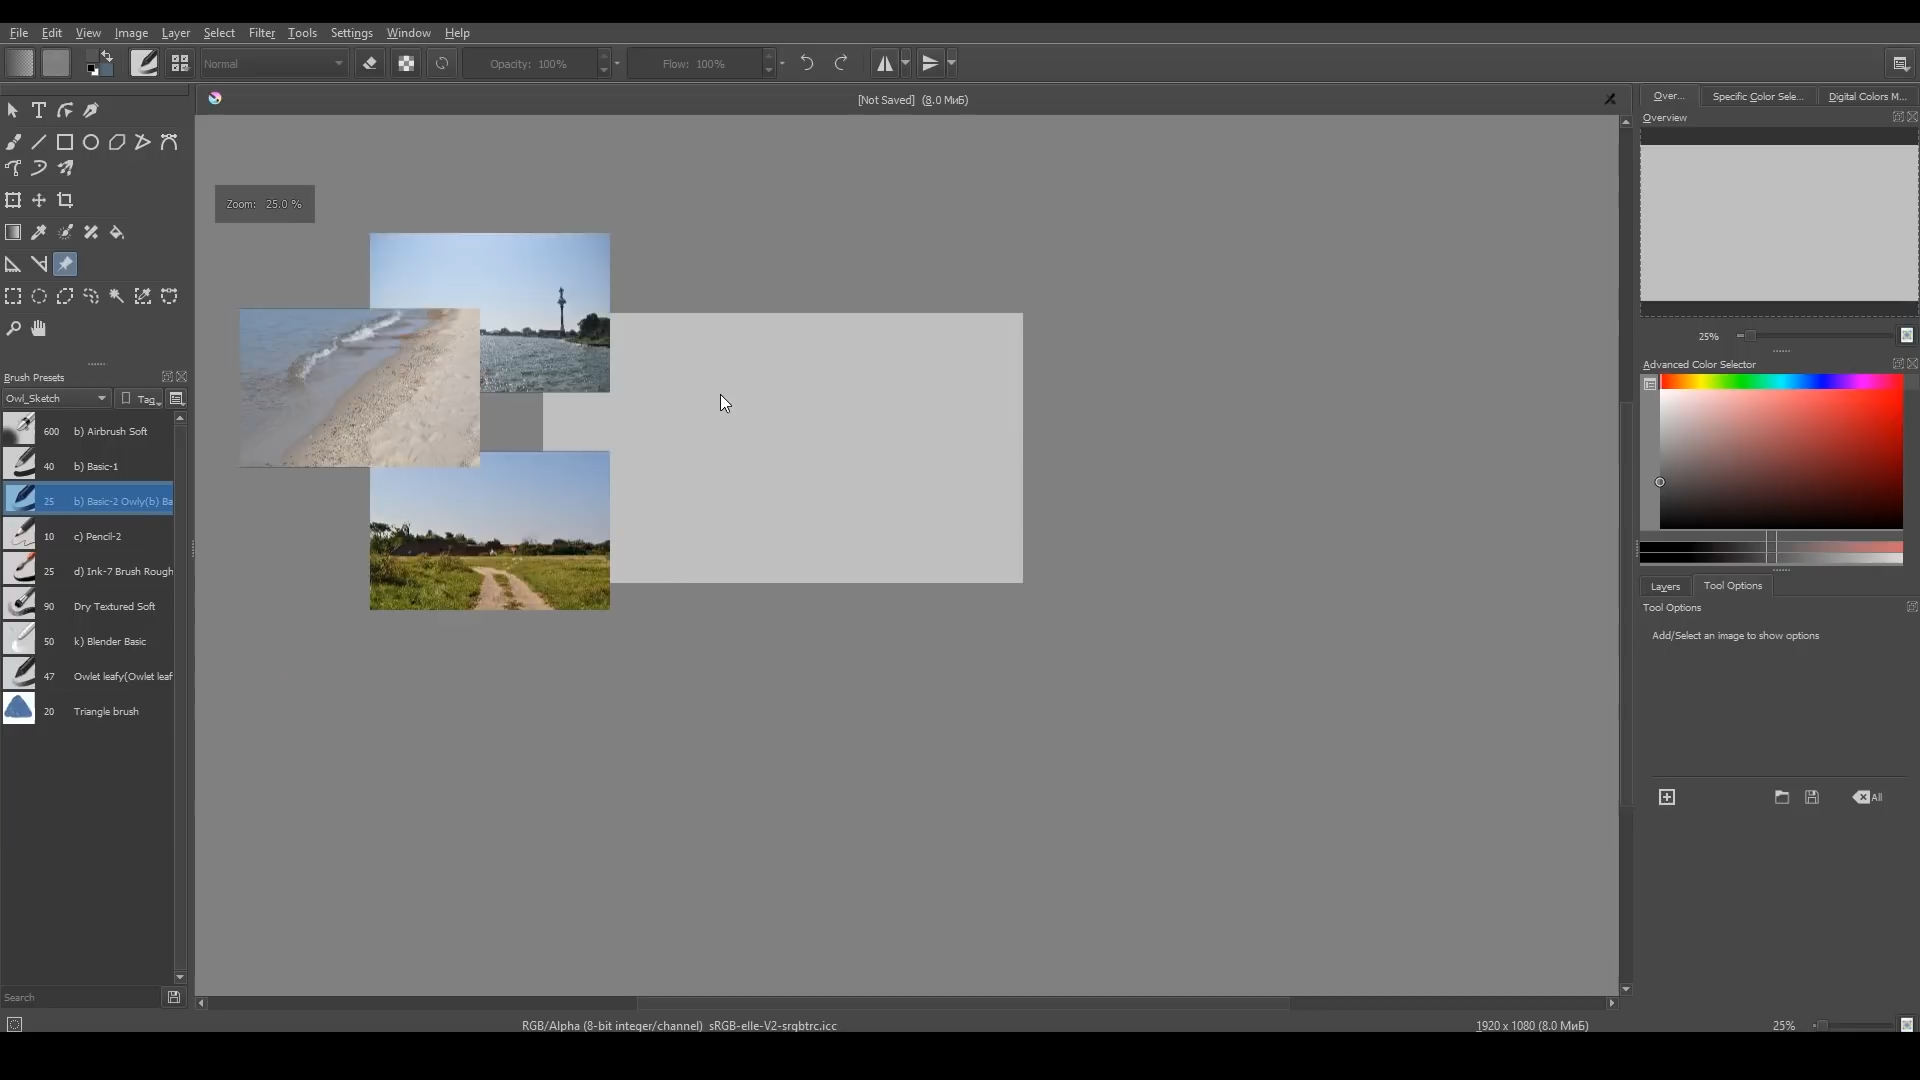 File Edit View Image Layer Select Filter Tools Settings Window Help
Normal Opacity: 100% Flow: 100%
[Not Saved] (8.0 МиБ)
Over... Specific Color Sele... Digital Colors M...
Overview
Zoom: 25.0 %
25%
Advanced Color Selector
Brush Presets
Owl_Sketch Tag
600 b) Airbrush Soft
40 b) Basic-1
25 b) Basic-2 Owly(b) Ba
10 c) Pencil-2
25 d) Ink-7 Brush Rough
90 Dry Textured Soft
50 k) Blender Basic
47 Owlet leafy(Owlet leaf
20 Triangle brush
Layers Tool Options
Tool Options
Add/Select an image to show options
All
Search
RGB/Alpha (8-bit integer/channel) sRGB-elle-V2-srgbtrc.icc
1920 x 1080 (8.0 МиБ)
25%